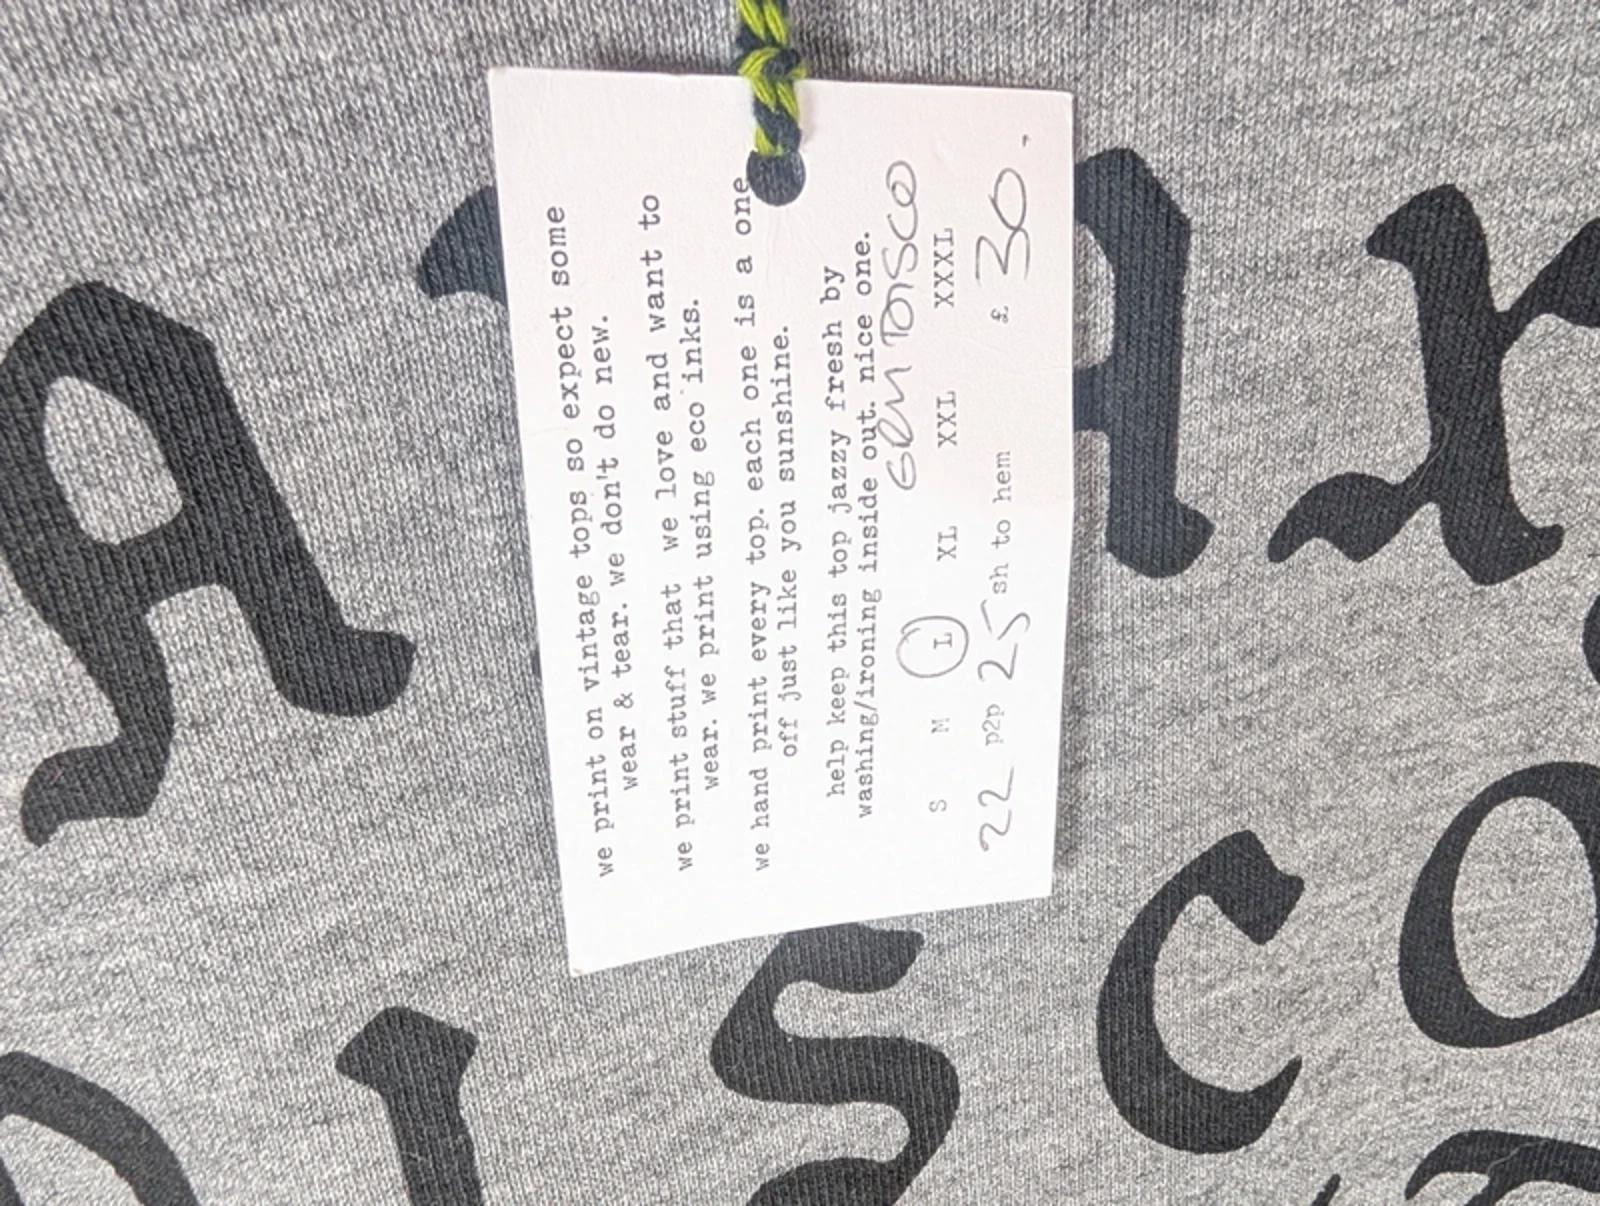 we print on vintage tops so expect some
wear & tear. we don't do new.
we print stuff that we love and want to
wear. we print using eco inks.
we hand print every top. each one is a one
off just like you sunshine.
help keep this top jazzy fresh by
washing/ironing inside out. nice one.
DISCO
S M L XL XXL XXXL
22 p2p 25 sh to hem £ 30.
DISCO